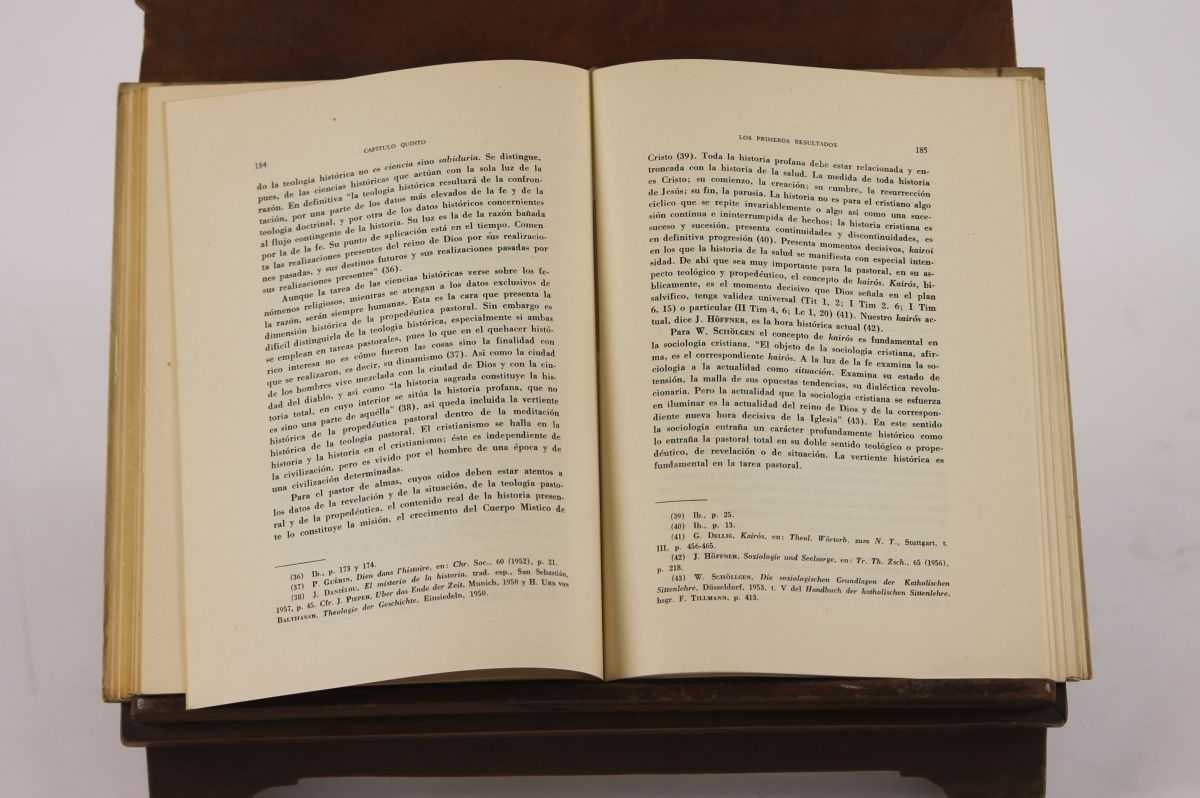 184
CAPITULO QUINTO
do la teología histórica no es ciencia sino sabiduría. Se distingue,
pues, de las ciencias históricas que actúan con la sola luz de la
razón. En definitiva "la teología histórica resultará de la confron-
tación, por una parte de los datos más elevados de la fe y de la
teología doctrinal, y por otra de los datos históricos concernientes
al flujo contingente de la historia. Su luz es la de la razón bañada
por la de la fe. Su punto de aplicación está en el tiempo. Comen
ta las realizaciones presentes del reino de Dios por sus realizacio-
nes pasadas, y sus destinos futuros y sus realizaciones pasadas por
sus realizaciones presentes" (36).
Aunque la tarea de las ciencias históricas verse sobre los fe-
nómenos religiosos, mientras se atengan a los datos exclusivos de
la razón, serán siempre humanas. Esta es la cara que presenta la
dimensión histórica de la propedéutica pastoral. Sin embargo es
difícil distinguirla de la teología histórica, especialmente si ambas
se emplean en tareas pastorales, pues lo que en el quehacer histó-
rico interesa no es cómo fueron las cosas sino la finalidad con
que se realizaron, es decir, su dinamismo (37). Así como la ciudad
de los hombres vive mezclada con la ciudad de Dios y con la ciu-
dad del diablo, y así como "la historia sagrada constituye la his-
toria total, en cuyo interior se sitúa la historia profana, que no
es sino una parte de aquélla" (38), así queda incluida la vertiente
histórica de la propedéutica pastoral dentro de la meditación
histórica de la teología pastoral. El cristianismo se halla en la
historia y la historia en el cristianismo; éste es independiente de
la civilización, pero es vivido por el hombre de una época y de
una civilización determinadas.
Para el pastor de almas, cuyos oídos deben estar atentos a
los datos de la revelación y de la situación, de la teología pasto-
ral y de la propedéutica, el contenido real de la historia presen-
te lo constituye la misión, el crecimento del Cuerpo Místico de
(36) Ib., p. 173 y 174.
(37) P. GUÉRIN, Dieu dans l'histoire, en: Chr. Soc., 60 (1952), p. 21.
(38) J. DANIÉLOU, El misterio de la historia, trad. esp., San Sebastián,
1957, p. 45. Cfr. J. PIEPER, Uber das Ende der Zeit, Munich, 1950 y H. URS VON
BALTHASAR, Theologie der Geschichte, Einsiedeln, 1950.
LOS PRIMEROS RESULTADOS
185
Cristo (39). Toda la historia profana debe estar relacionada y en-
troncada con la historia de la salud. La medida de toda historia
es Cristo; su comienzo, la creación; su cumbre, la resurrección
de Jesús; su fin, la parusía. La historia no es para el cristiano algo
cíclico que se repite invariablemente o algo así como una suce-
sión continua e ininterrumpida de hechos; la historia cristiana es
suceso y sucesión, presenta continuidades y discontinuidades, es
en definitiva progresión (40). Presenta momentos decisivos, kairoi
en los que la historia de la salud se manifiesta con especial inten-
sidad. De ahí que sea muy importante para la pastoral, en su as-
pecto teológico y propedéutico, el concepto de kairós. Kairós, bí-
blicamente, es el momento decisivo que Dios señala en el plan
salvífico, tenga validez universal (Tit 1, 2; I Tim 2, 6; I Tim
6, 15) o particular (II Tim 4, 6; Lc 1, 20) (41). Nuestro kairós ac-
tual, dice J. HÖFFNER, es la hora histórica actual (42).
Para W. SCHÖLGEN el concepto de kairós es fundamental en
la sociología cristiana. "El objeto de la sociología cristiana, afir-
ma, es el correspondiente kairós. A la luz de la fe examina la so-
ciología a la actualidad como situación. Examina su estado de
tensión, la malla de sus opuestas tendencias, su dialéctica revolu-
cionaria. Pero la actualidad que la sociología cristiana se esfuerza
en iluminar es la actualidad del reino de Dios y de la correspon-
diente nueva hora decisiva de la Iglesia" (43). En este sentido
la sociología entraña un carácter profundamente histórico como
lo entraña la pastoral total en su doble sentido teológico o prope-
déutico, de revelación o de situación. La vertiente histórica es
fundamental en la tarea pastoral.
(39) Ib., p. 25.
(40) Ib., p. 13.
(41) G. DELLIG, Kairós, en: Theol. Wörterb. zum N. T., Stuttgart, t.
III, p. 456-465.
(42) J. HÖFFNER, Soziologie und Seelsorge, en: Tr. Th. Zsch., 65 (1956),
p. 218.
(43) W. SCHÖLLGEN, Die soziologischen Grundlagen der Katholischen
Sittenlehre, Düsseldorf, 1953, t. V del Handbuch der katholischen Sittenlehre,
hsgr. F. TILLMANN, p. 413.